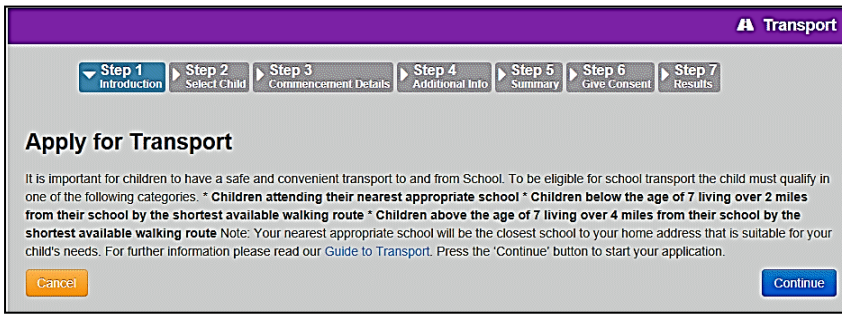 Transport
Step 1 Step 2 Step 3 Step 4 Step 5 Step 6 Step 7
Introduction Select Child Commencement Details Additional Info Summary Give Consent Results
Apply for Transport
It is important for children to have a safe and convenient transport to and from School. To be eligible for school transport the child must qualify in
one of the following categories. * Children attending their nearest appropriate school * Children below the age of 7 living over 2 miles
from their school by the shortest available walking route * Children above the age of 7 living over 4 miles from their school by the
shortest available walking route Note: Your nearest appropriate school will be the closest school to your home address that is suitable for your
child's needs. For further information please read our Guide to Transport. Press the 'Continue' button to start your application.
Cancel Continue